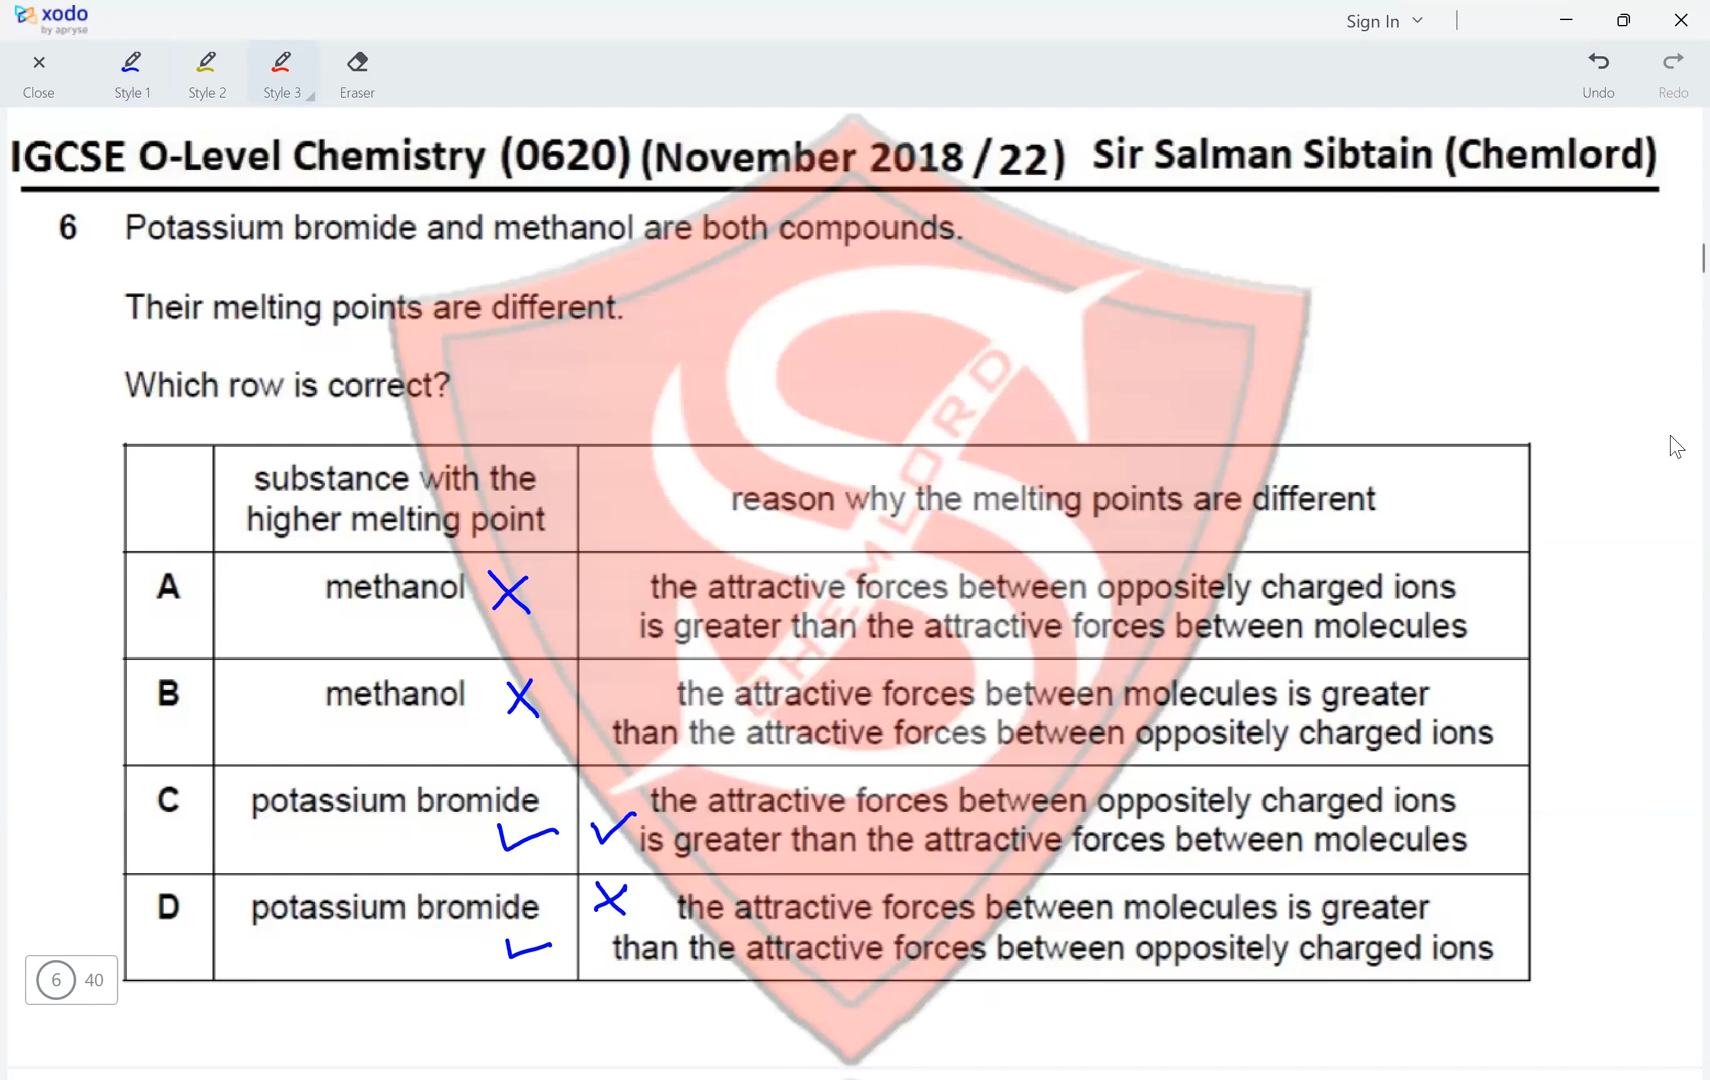 xodo
by apryse
Sign In
Close
Style 1
Style 2
Style 3
Eraser
Undo
Redo
IGCSE O-Level Chemistry (0620) (November 2018 / 22) Sir Salman Sibtain (Chemlord)
6 Potassium bromide and methanol are both compounds.
Their melting points are different.
Which row is correct?
substance with the
higher melting point
reason why the melting points are different
A methanol the attractive forces between oppositely charged ions
is greater than the attractive forces between molecules
B methanol the attractive forces between molecules is greater
than the attractive forces between oppositely charged ions
C potassium bromide the attractive forces between oppositely charged ions
is greater than the attractive forces between molecules
D potassium bromide the attractive forces between molecules is greater
than the attractive forces between oppositely charged ions
CHEMLORD
6 40